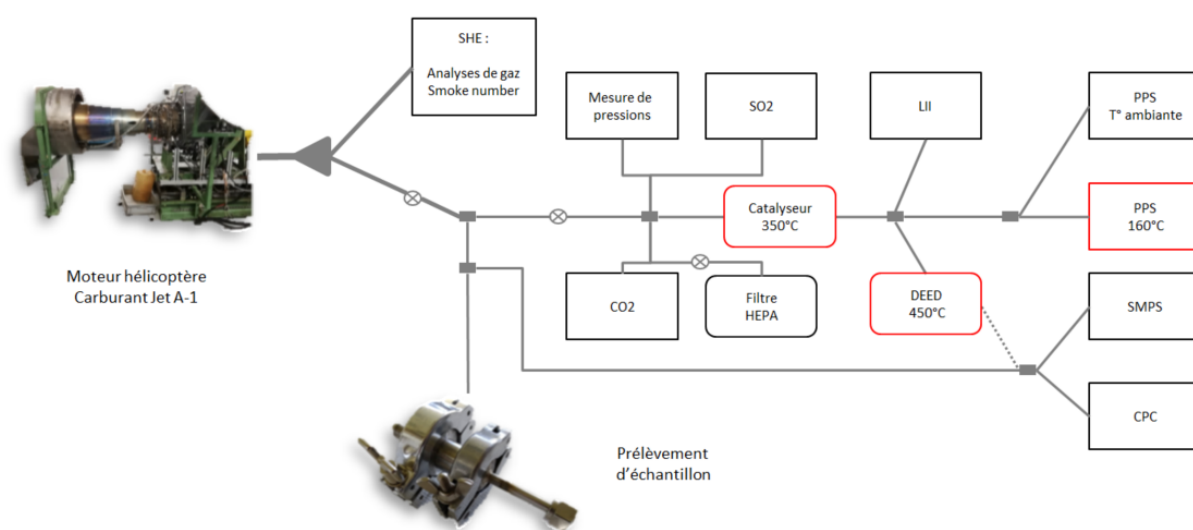 SHE :
Analyses de gaz
Smoke number
Mesure de
pressions
SO2
LII
PPS
T° ambiante
Catalyseur
350°C
PPS
160°C
Moteur hélicoptère
Carburant Jet A-1
CO2
Filtre
HEPA
DEED
450°C
SMPS
CPC
Prélèvement
d'échantillon